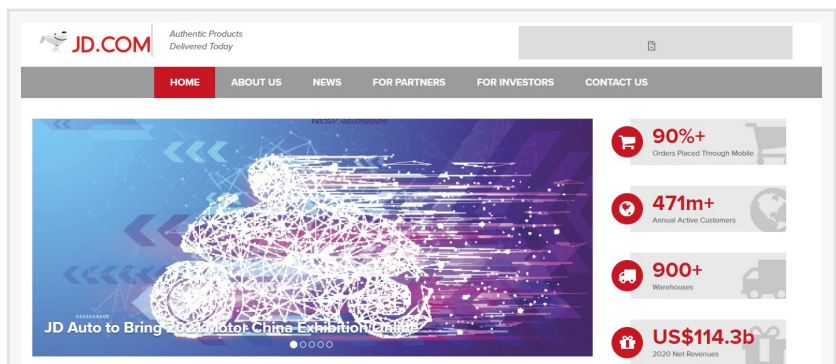 JD.COM
Authentic Products
Delivered Today
HOME ABOUT US NEWS FOR PARTNERS FOR INVESTORS CONTACT US
90%+
Orders Placed Through Mobile
471m+
Annual Active Customers
900+
Warehouses
JD Auto to Bring 2021 Motor China Exhibition Online
US$114.3b
2020 Net Revenues